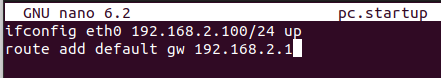 GNU nano 6.2 pc.startup
ifconfig eth0 192.168.2.100/24 up
route add default gw 192.168.2.1